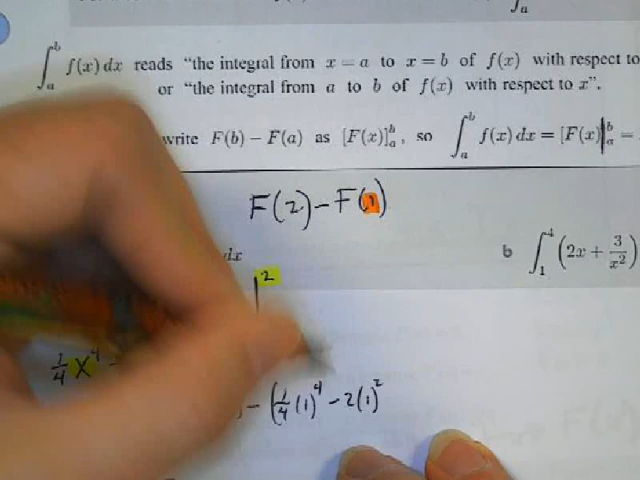 ∫_a
∫_a^b f(x) dx reads "the integral from x = a to x = b of f(x) with respect to
or "the integral from a to b of f(x) with respect to x".
write F(b) − F(a) as [F(x)]_a^b, so ∫_a^b f(x) dx = [F(x)]_a^b =
F(2) − F(1)
dx b ∫_1^4 (2x + 3/x²)
2
1/4 x⁴
) − (1/4 (1)⁴ − 2(1)²